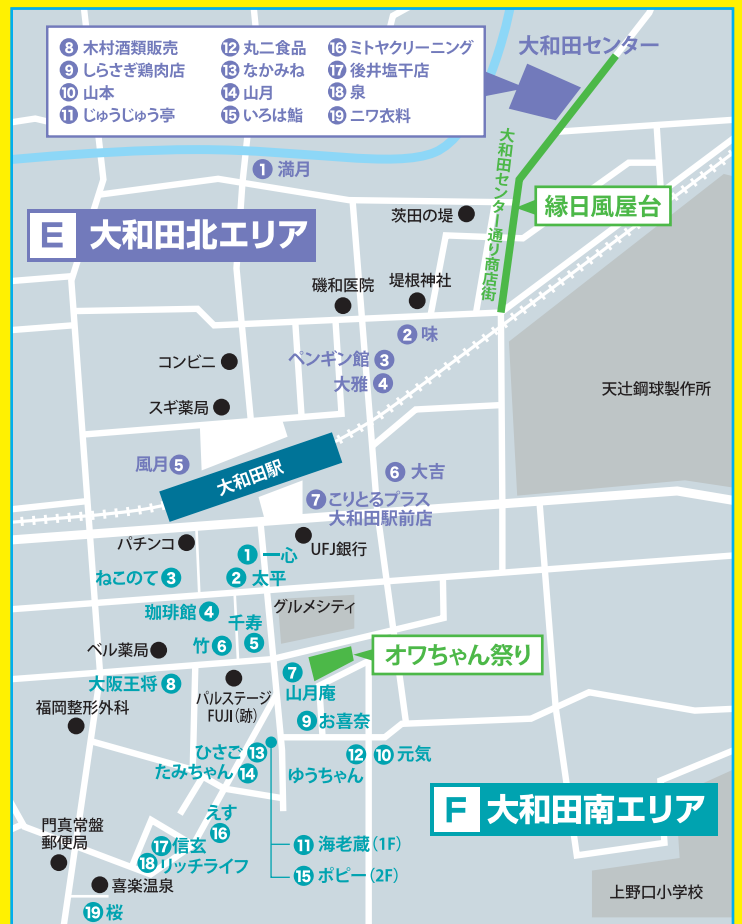 ⑧ 木村酒類販売
⑨ しらさぎ鶏肉店
⑩ 山本
⑪ じゅうじゅう亭
⑫ 丸二食品
⑬ なかみね
⑭ 山月
⑮ いろは鮨
⑯ ミトヤクリーニング
⑰ 後井塩干店
⑱ 泉
⑲ ニワ衣料
大和田センター
大和田センター通り商店街
① 満月
縁日風屋台
茨田の堤
E 大和田北エリア
磯和医院
堤根神社
② 味
コンビニ
ペンギン館 ③
大雅 ④
天辻鋼球製作所
スギ薬局
風月 ⑤
大和田駅
⑥ 大吉
⑦ こりとるプラス
大和田駅前店
パチンコ
UFJ銀行
① 一心
ねこのて ③
② 太平
珈琲館 ④
グルメシティ
千寿
⑤
竹 ⑥
ベル薬局
オワちゃん祭り
大阪王将 ⑧
⑦
山月庵
パルステージ
FUJI（跡）
福岡整形外科
⑨ お喜奈
ひさご ⑬
⑫
ゆうちゃん
⑩ 元気
たみちゃん ⑭
F 大和田南エリア
えす
⑯
門真常盤
郵便局
⑰ 信玄
⑪ 海老蔵（1F）
⑱ リッチライフ
⑮ ポピー（2F）
喜楽温泉
上野口小学校
⑲ 桜